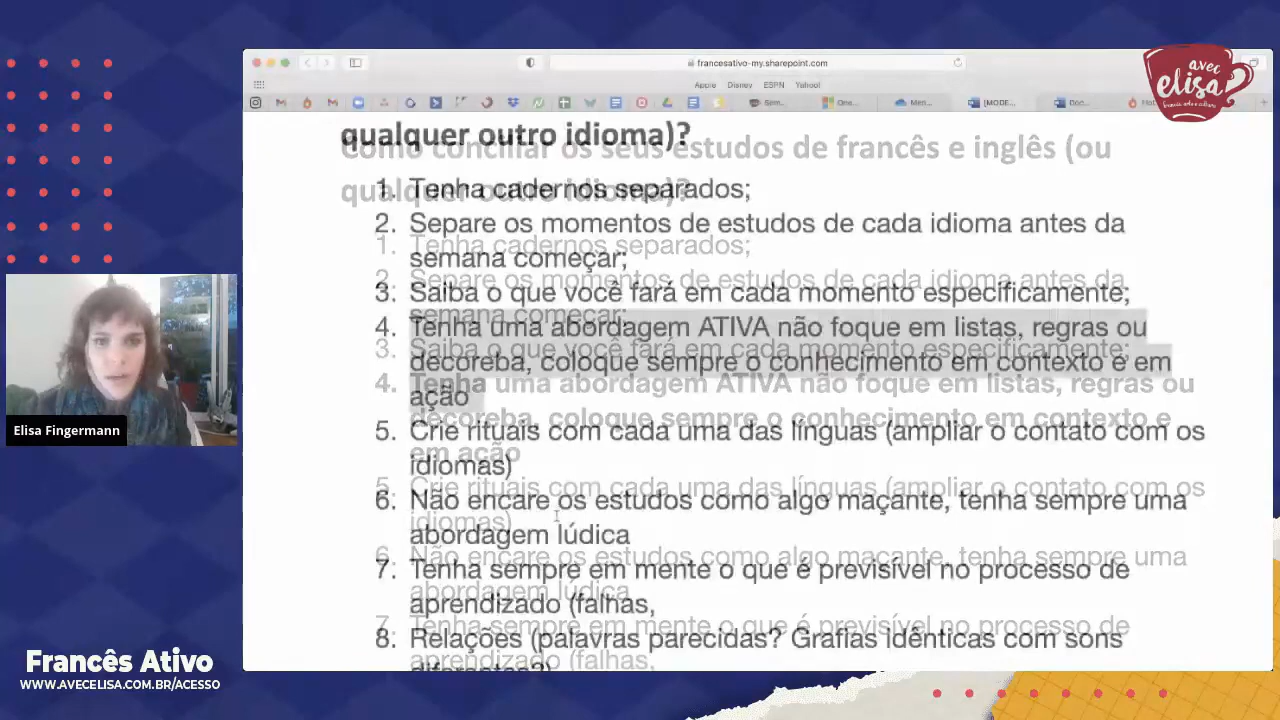 francesativo-my.sharepoint.com
Apple Disney ESPN Yahoo!
avec
elisa
Como conciliar os seus estudos de francês e inglês (ou
qualquer outro idioma)?
1. Tenha cadernos separados;
2. Separe os momentos de estudos de cada idioma antes da
semana começar;
3. Saiba o que você fará em cada momento especificamente;
4. Tenha uma abordagem ATIVA não foque em listas, regras ou
decoreba, coloque sempre o conhecimento em contexto e em
ação
5. Crie rituais com cada uma das línguas (ampliar o contato com os
idiomas)
6. Não encare os estudos como algo maçante, tenha sempre uma
abordagem lúdica
7. Tenha sempre em mente o que é previsível no processo de
aprendizado (falhas,
8. Relações (palavras parecidas? Grafias idênticas com sons
diferentes?)
Elisa Fingermann
Francês Ativo
WWW.AVECELISA.COM.BR/ACESSO